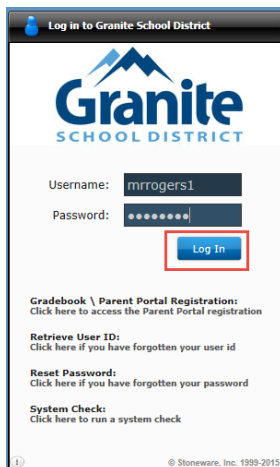 Log in to Granite School District
Granite
SCHOOL DISTRICT
Username: mrrogers1
Password: ●●●●●●●●
Log In
Gradebook \ Parent Portal Registration:
Click here to access the Parent Portal registration
Retrieve User ID:
Click here if you have forgotten your user id
Reset Password:
Click here if you have forgotten your password
System Check:
Click here to run a system check
i © Stoneware, Inc. 1999-2015